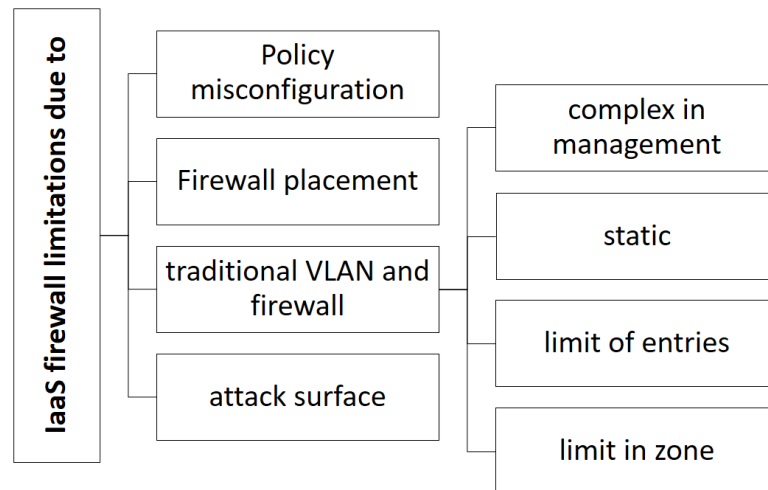 IaaS firewall limitations due to
Policy
misconfiguration
Firewall placement
traditional VLAN and
firewall
attack surface
complex in
management
static
limit of entries
limit in zone